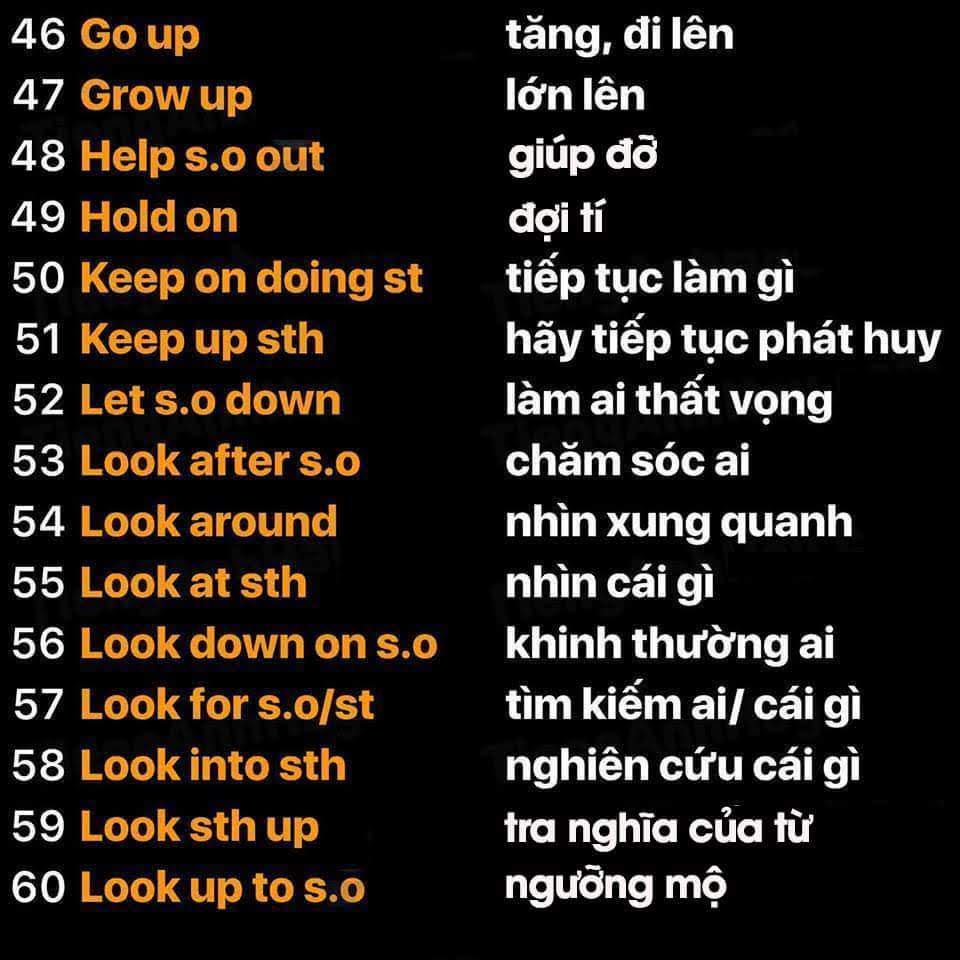 46 Go up tăng, đi lên
47 Grow up lớn lên
48 Help s.o out giúp đỡ
49 Hold on đợi tí
50 Keep on doing st tiếp tục làm gì
51 Keep up sth hãy tiếp tục phát huy
52 Let s.o down làm ai thất vọng
53 Look after s.o chăm sóc ai
54 Look around nhìn xung quanh
55 Look at sth nhìn cái gì
56 Look down on s.o khinh thường ai
57 Look for s.o/st tìm kiếm ai/ cái gì
58 Look into sth nghiên cứu cái gì
59 Look sth up tra nghĩa của từ
60 Look up to s.o ngưỡng mộ